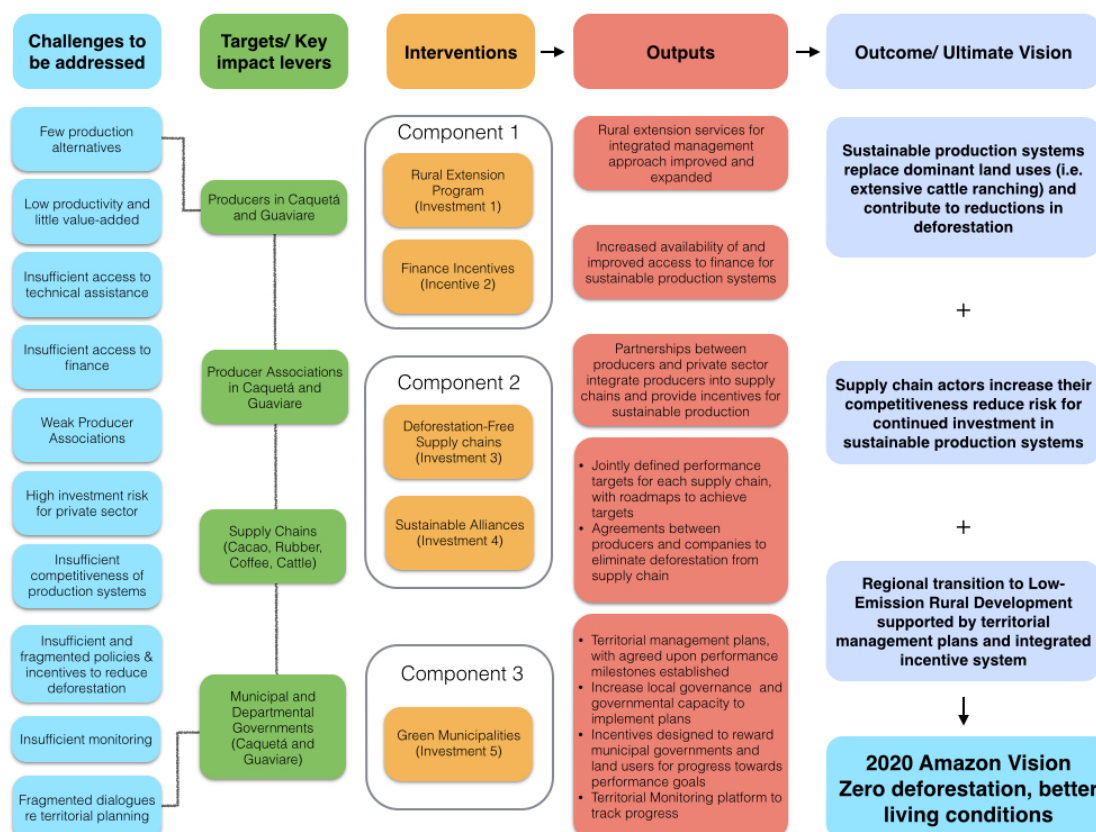 Challenges to
be addressed
Targets/ Key
impact levers
Interventions
Outputs
Outcome/ Ultimate Vision
Few production
alternatives
Low productivity and
little value-added
Insufficient access to
technical assistance
Insufficient access to
finance
Weak Producer
Associations
High investment risk
for private sector
Insufficient
competitiveness of
production systems
Insufficient and
fragmented policies &
incentives to reduce
deforestation
Insufficient monitoring
Fragmented dialogues
re territorial planning
Producers in Caquetá
and Guaviare
Producer Associations
in Caquetá and
Guaviare
Supply Chains
(Cacao, Rubber,
Coffee, Cattle)
Municipal and
Departmental
Governments
(Caquetá and
Guaviare)
Component 1
Rural Extension
Program
(Investment 1)
Finance Incentives
(Incentive 2)
Component 2
Deforestation-Free
Supply chains
(Investment 3)
Sustainable Alliances
(Investment 4)
Component 3
Green Municipalities
(Investment 5)
Rural extension services for
integrated management
approach improved and
expanded
Increased availability of and
improved access to finance for
sustainable production systems
Partnerships between
producers and private sector
integrate producers into supply
chains and provide incentives for
sustainable production
• Jointly defined performance
targets for each supply chain,
with roadmaps to achieve
targets
• Agreements between
producers and companies to
eliminate deforestation from
supply chain
• Territorial management plans,
with agreed upon performance
milestones established
• Increase local governance and
governmental capacity to
implement plans
• Incentives designed to reward
municipal governments and
land users for progress towards
performance goals
• Territorial Monitoring platform to
track progress
Sustainable production systems
replace dominant land uses (i.e.
extensive cattle ranching) and
contribute to reductions in
deforestation
+
Supply chain actors increase their
competitiveness reduce risk for
continued investment in
sustainable production systems
+
Regional transition to Low-
Emission Rural Development
supported by territorial
management plans and integrated
incentive system
2020 Amazon Vision
Zero deforestation, better
living conditions